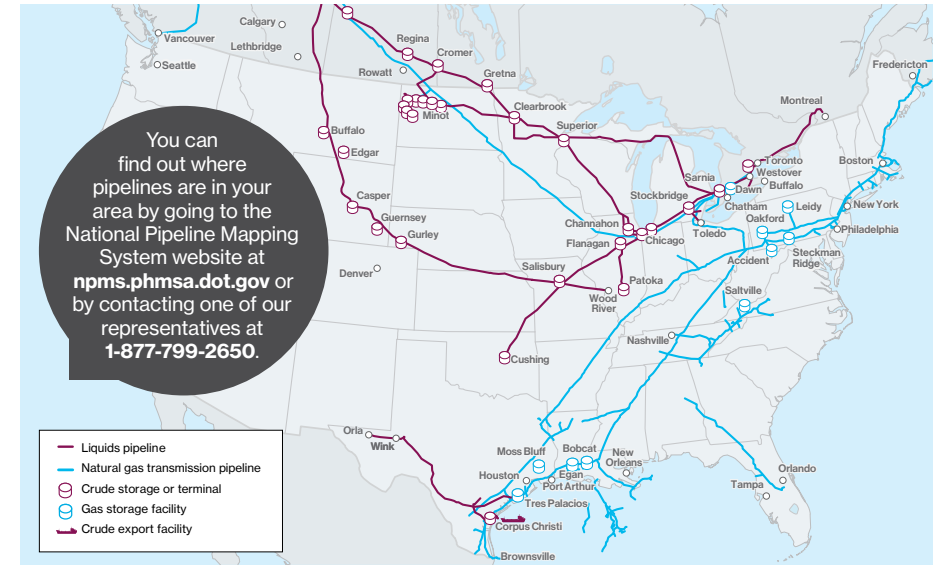 Calgary
Vancouver
Lethbridge
Seattle
Regina
Cromer
Rowatt
Gretna
Fredericton
Clearbrook
Montreal
Minot
Superior
Buffalo
Edgar
Toronto
Westover
Boston
Sarnia
Buffalo
Dawn
Stockbridge
Chatham
Leidy
New York
Casper
Oakford
Guernsey
Channahon
Toledo
Philadelphia
Gurley
Flanagan
Chicago
Accident
Steckman
Ridge
Denver
Salisbury
Patoka
Wood
River
Saltville
Nashville
Cushing
Orla
Wink
Moss Bluff
Bobcat
New
Orleans
Houston
Egan
Port Arthur
Orlando
Tampa
Tres Palacios
Corpus Christi
Brownsville
You can
find out where
pipelines are in your
area by going to the
National Pipeline Mapping
System website at
npms.phmsa.dot.gov or
by contacting one of our
representatives at
1-877-799-2650.
Liquids pipeline
Natural gas transmission pipeline
Crude storage or terminal
Gas storage facility
Crude export facility